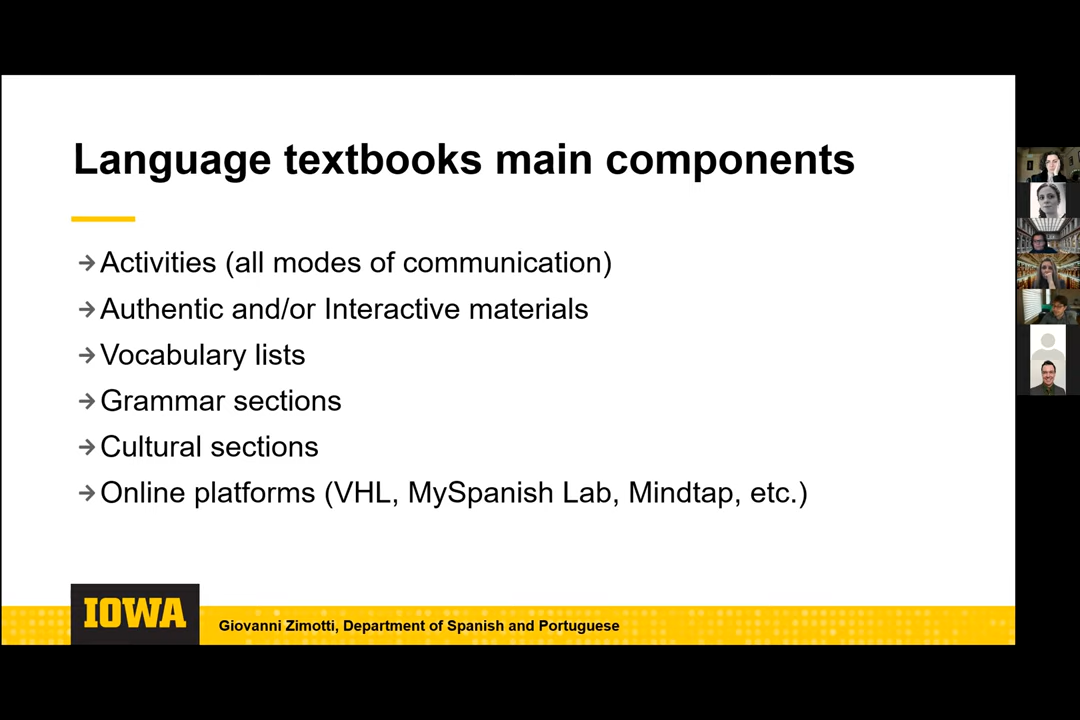 Language textbooks main components
→Activities (all modes of communication)
→Authentic and/or Interactive materials
→Vocabulary lists
→Grammar sections
→Cultural sections
→Online platforms (VHL, MySpanish Lab, Mindtap, etc.)
IOWA
Giovanni Zimotti, Department of Spanish and Portuguese